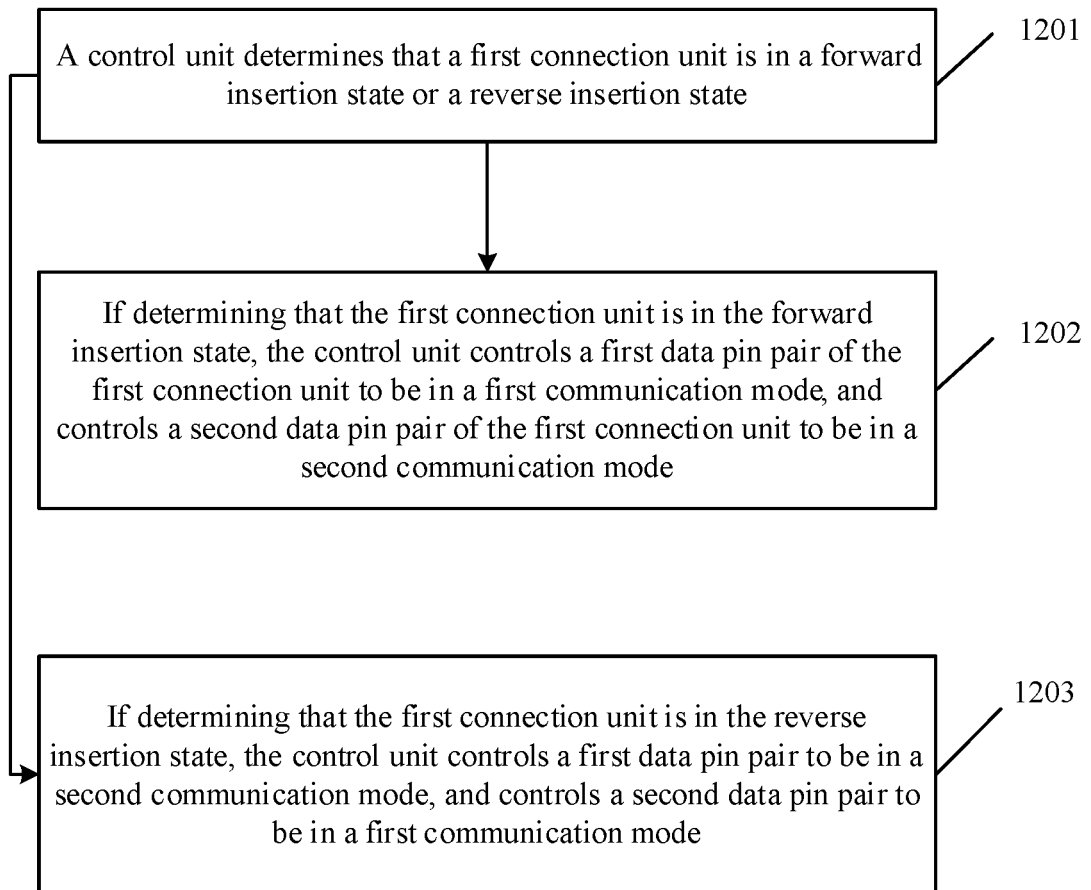 A control unit determines that a first connection unit is in a forward
insertion state or a reverse insertion state
1201
If determining that the first connection unit is in the forward
insertion state, the control unit controls a first data pin pair of the
first connection unit to be in a first communication mode, and
controls a second data pin pair of the first connection unit to be in a
second communication mode
1202
If determining that the first connection unit is in the reverse
insertion state, the control unit controls a first data pin pair to be in a
second communication mode, and controls a second data pin pair to
be in a first communication mode
1203